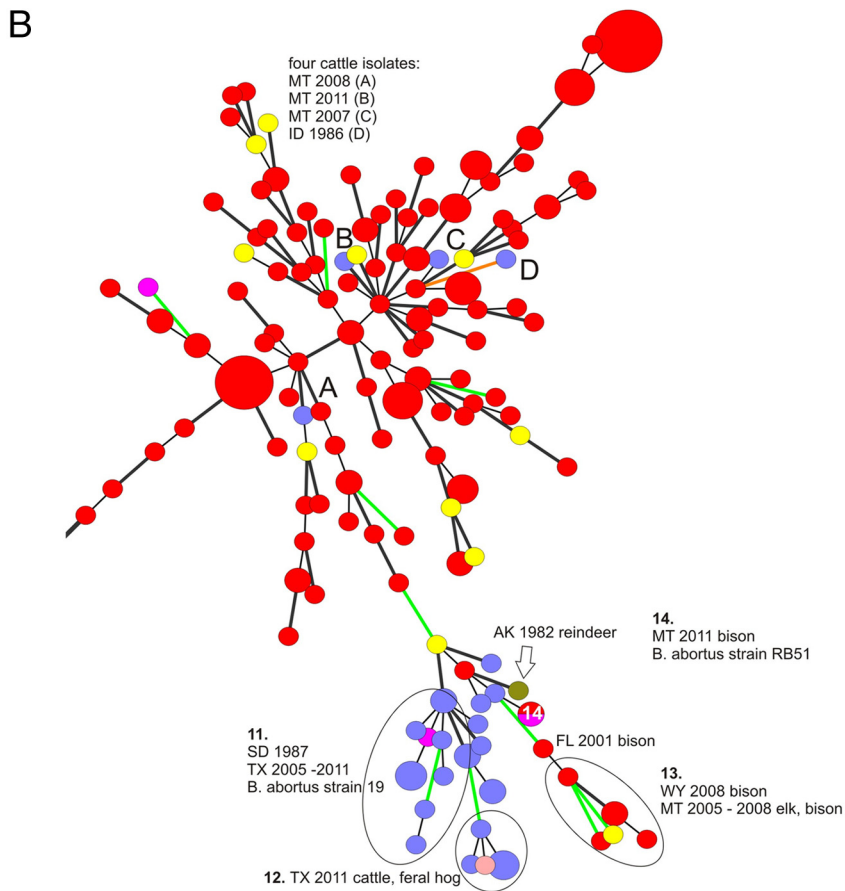 B
four cattle isolates:
MT 2008 (A)
MT 2011 (B)
MT 2007 (C)
ID 1986 (D)
B
C
D
A
AK 1982 reindeer
14.
MT 2011 bison
B. abortus strain RB51
14
FL 2001 bison
11.
SD 1987
TX 2005 -2011
B. abortus strain 19
13.
WY 2008 bison
MT 2005 - 2008 elk, bison
12. TX 2011 cattle, feral hog